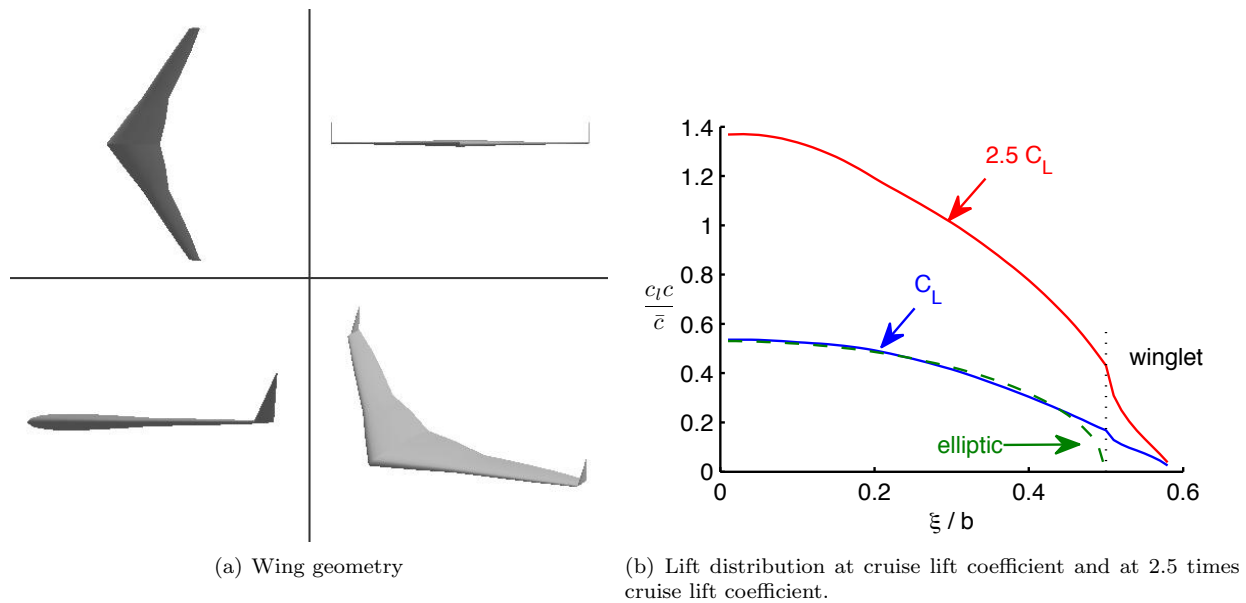 1.4
1.2
1
0.8
0.6
0.4
0.2
0
c_l c
c̄
2.5 C_L
C_L
winglet
elliptic
0 0.2 0.4 0.6
ξ / b
(a) Wing geometry
(b) Lift distribution at cruise lift coefficient and at 2.5 times
cruise lift coefficient.